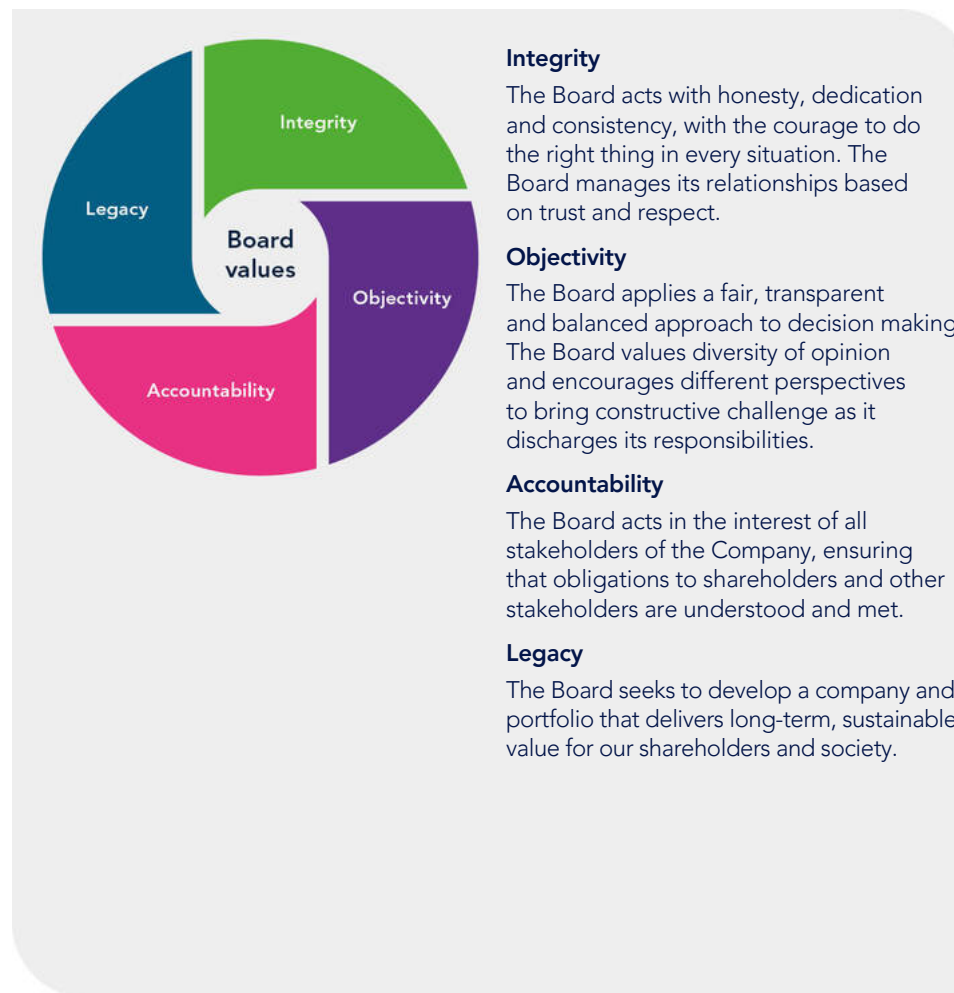 Integrity
Legacy
Board
values
Objectivity
Accountability
Integrity
The Board acts with honesty, dedication
and consistency, with the courage to do
the right thing in every situation. The
Board manages its relationships based
on trust and respect.
Objectivity
The Board applies a fair, transparent
and balanced approach to decision making
The Board values diversity of opinion
and encourages different perspectives
to bring constructive challenge as it
discharges its responsibilities.
Accountability
The Board acts in the interest of all
stakeholders of the Company, ensuring
that obligations to shareholders and other
stakeholders are understood and met.
Legacy
The Board seeks to develop a company and
portfolio that delivers long-term, sustainable
value for our shareholders and society.